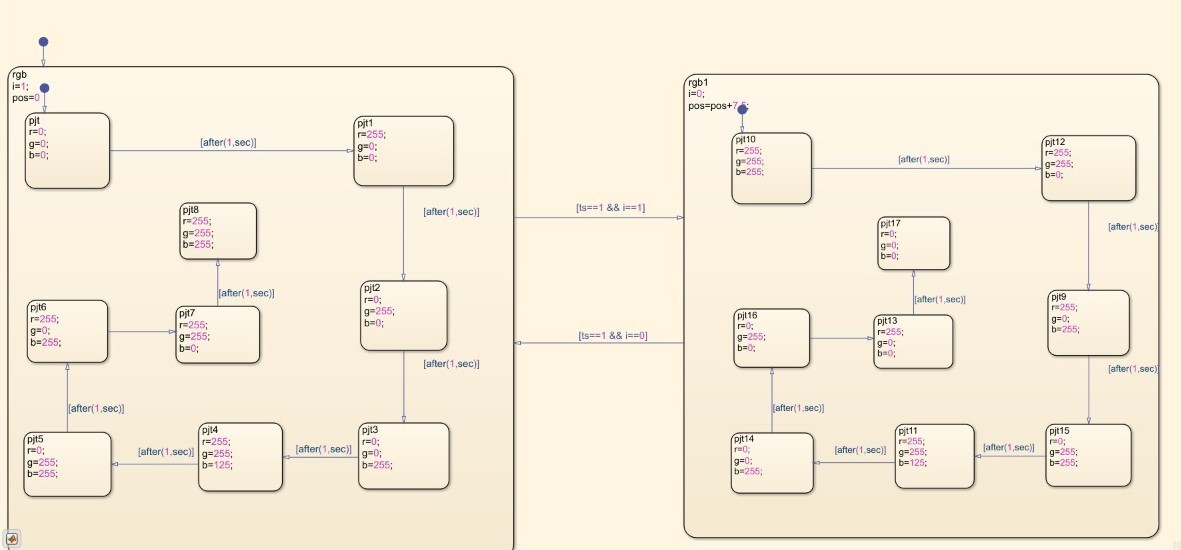 rgb
i=1;
pos=0
pjt
r=0;
g=0;
b=0;
[after(1,sec)]
pjt1
r=255;
g=0;
b=0;
[after(1,sec)]
pjt8
r=255;
g=255;
b=255;
[after(1,sec)]
pjt2
r=0;
g=255;
b=0;
pjt6
r=255;
g=0;
b=255;
pjt7
r=255;
g=255;
b=0;
[after(1,sec)]
[after(1,sec)]
pjt5
r=0;
g=255;
b=255;
[after(1,sec)]
pjt4
r=255;
g=255;
b=125;
[after(1,sec)]
pjt3
r=0;
g=0;
b=255;
[ts==1 && i==1]
[ts==1 && i==0]
rgb1
i=0;
pos=pos+7.5;
pjt10
r=255;
g=255;
b=255;
[after(1,sec)]
pjt12
r=255;
g=255;
b=0;
[after(1,sec)]
pjt17
r=0;
g=0;
b=0;
[after(1,sec)]
pjt9
r=255;
g=0;
b=255;
pjt16
r=0;
g=255;
b=0;
pjt13
r=255;
g=0;
b=0;
[after(1,sec)]
[after(1,sec)]
pjt14
r=0;
g=0;
b=255;
[after(1,sec)]
pjt11
r=255;
g=255;
b=125;
[after(1,sec)]
pjt15
r=0;
g=255;
b=255;